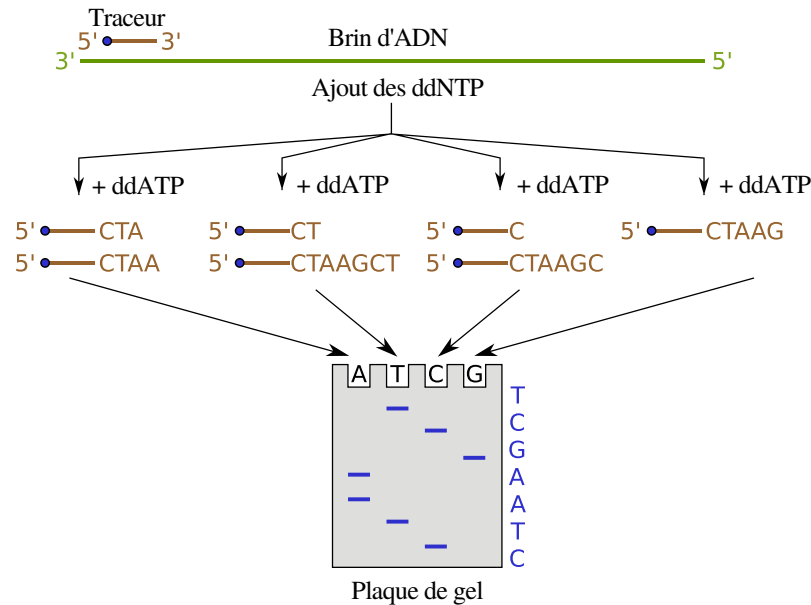 Traceur
5' 3'
Brin d'ADN
3' 5'
Ajout des ddNTP
+ ddATP + ddATP + ddATP + ddATP
5' CTA 5' CT 5' C 5' CTAAG
5' CTAA 5' CTAAGCT 5' CTAAGC
A T C G
T
C
G
A
A
T
C
Plaque de gel